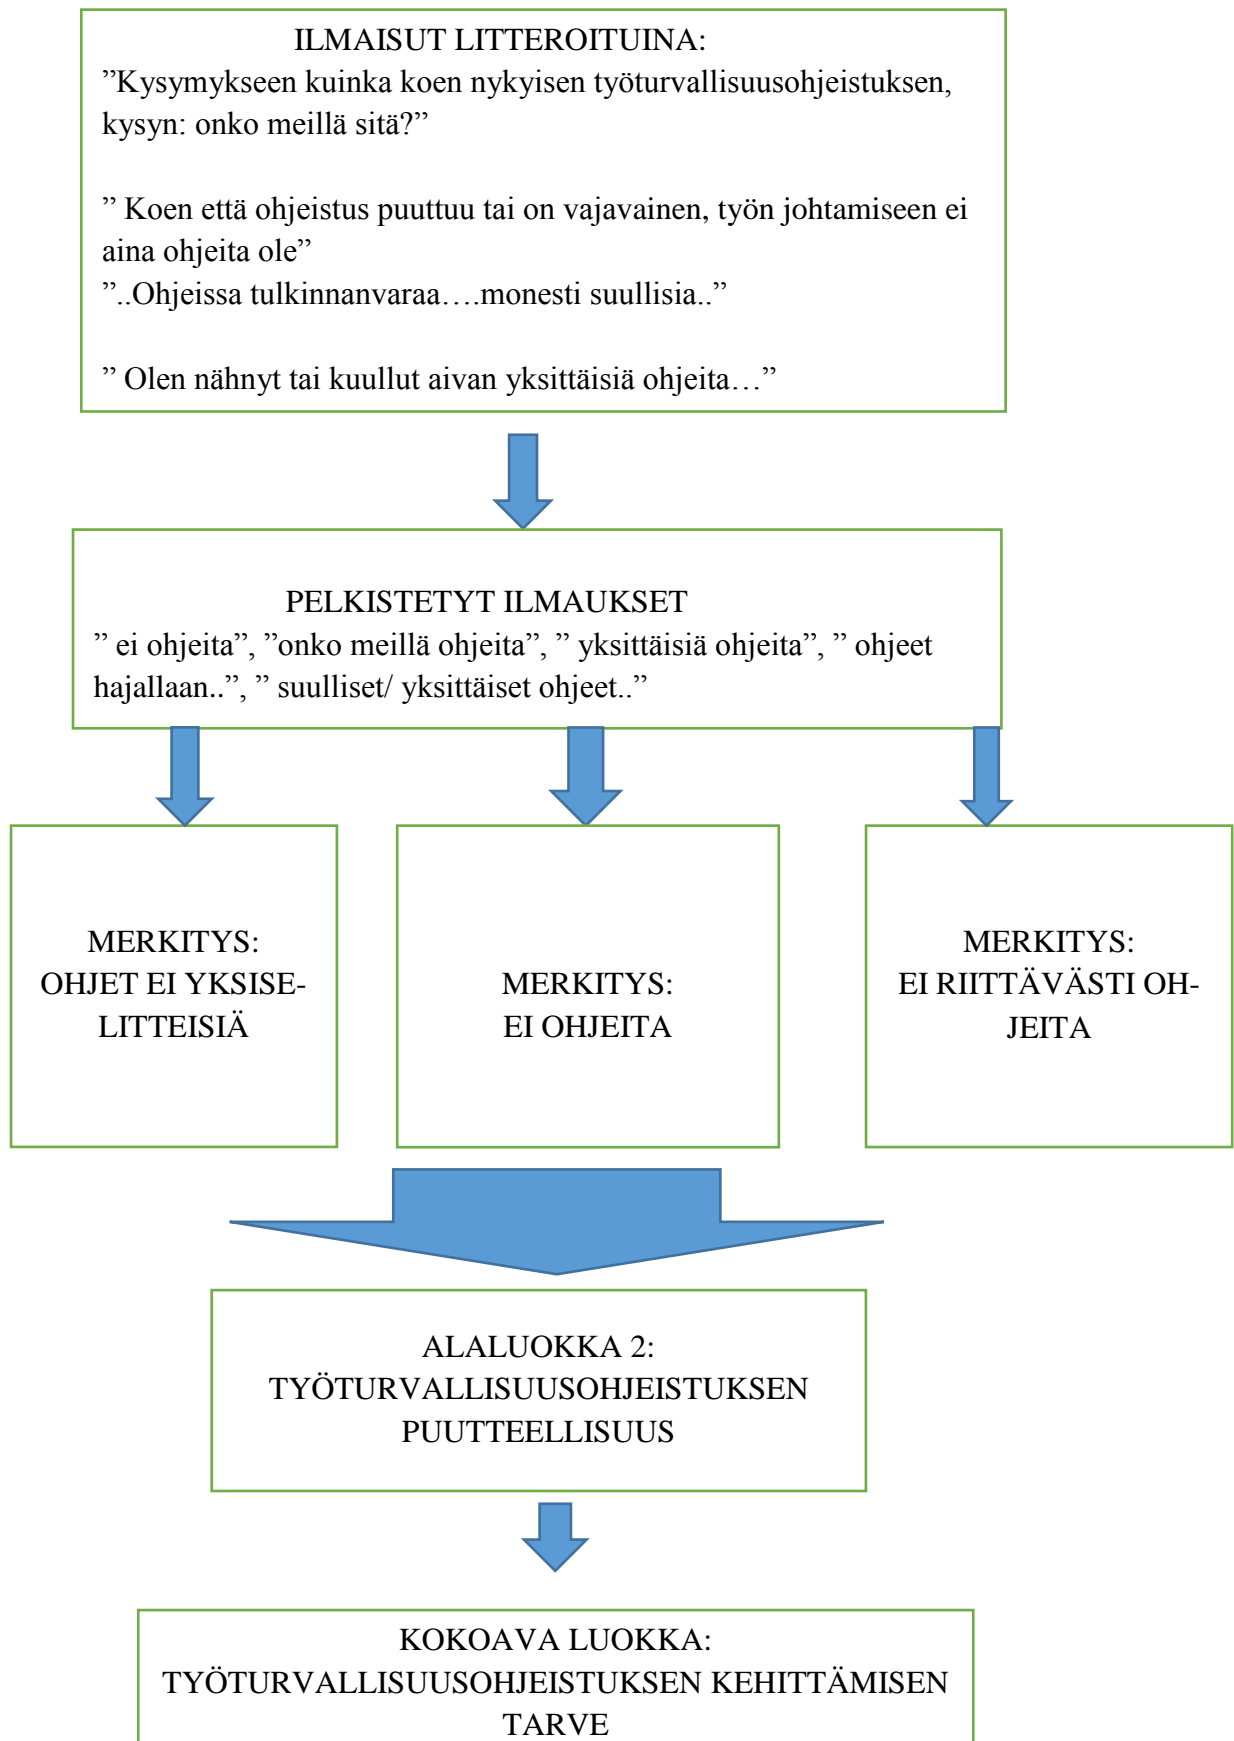 ILMAISUT LITTEROITUINA:
”Kysymykseen kuinka koen nykyisen työturvallisuusohjeistuksen,
kysyn: onko meillä sitä?”
” Koen että ohjeistus puuttuu tai on vajavainen, työn johtamiseen ei
aina ohjeita ole”
”..Ohjeissa tulkinnanvaraa….monesti suullisia..”
” Olen nähnyt tai kuullut aivan yksittäisiä ohjeita…”
PELKISTETYT ILMAUKSET
” ei ohjeita”, ”onko meillä ohjeita”, ” yksittäisiä ohjeita”, ” ohjeet
hajallaan..”, ” suulliset/ yksittäiset ohjeet..”
MERKITYS:
OHJET EI YKSISE-
LITTEISIÄ
MERKITYS:
EI OHJEITA
MERKITYS:
EI RIITTÄVÄSTI OH-
JEITA
ALALUOKKA 2:
TYÖTURVALLISUUSOHJEISTUKSEN
PUUTTEELLISUUS
KOKOAVA LUOKKA:
TYÖTURVALLISUUSOHJEISTUKSEN KEHITTÄMISEN
TARVE